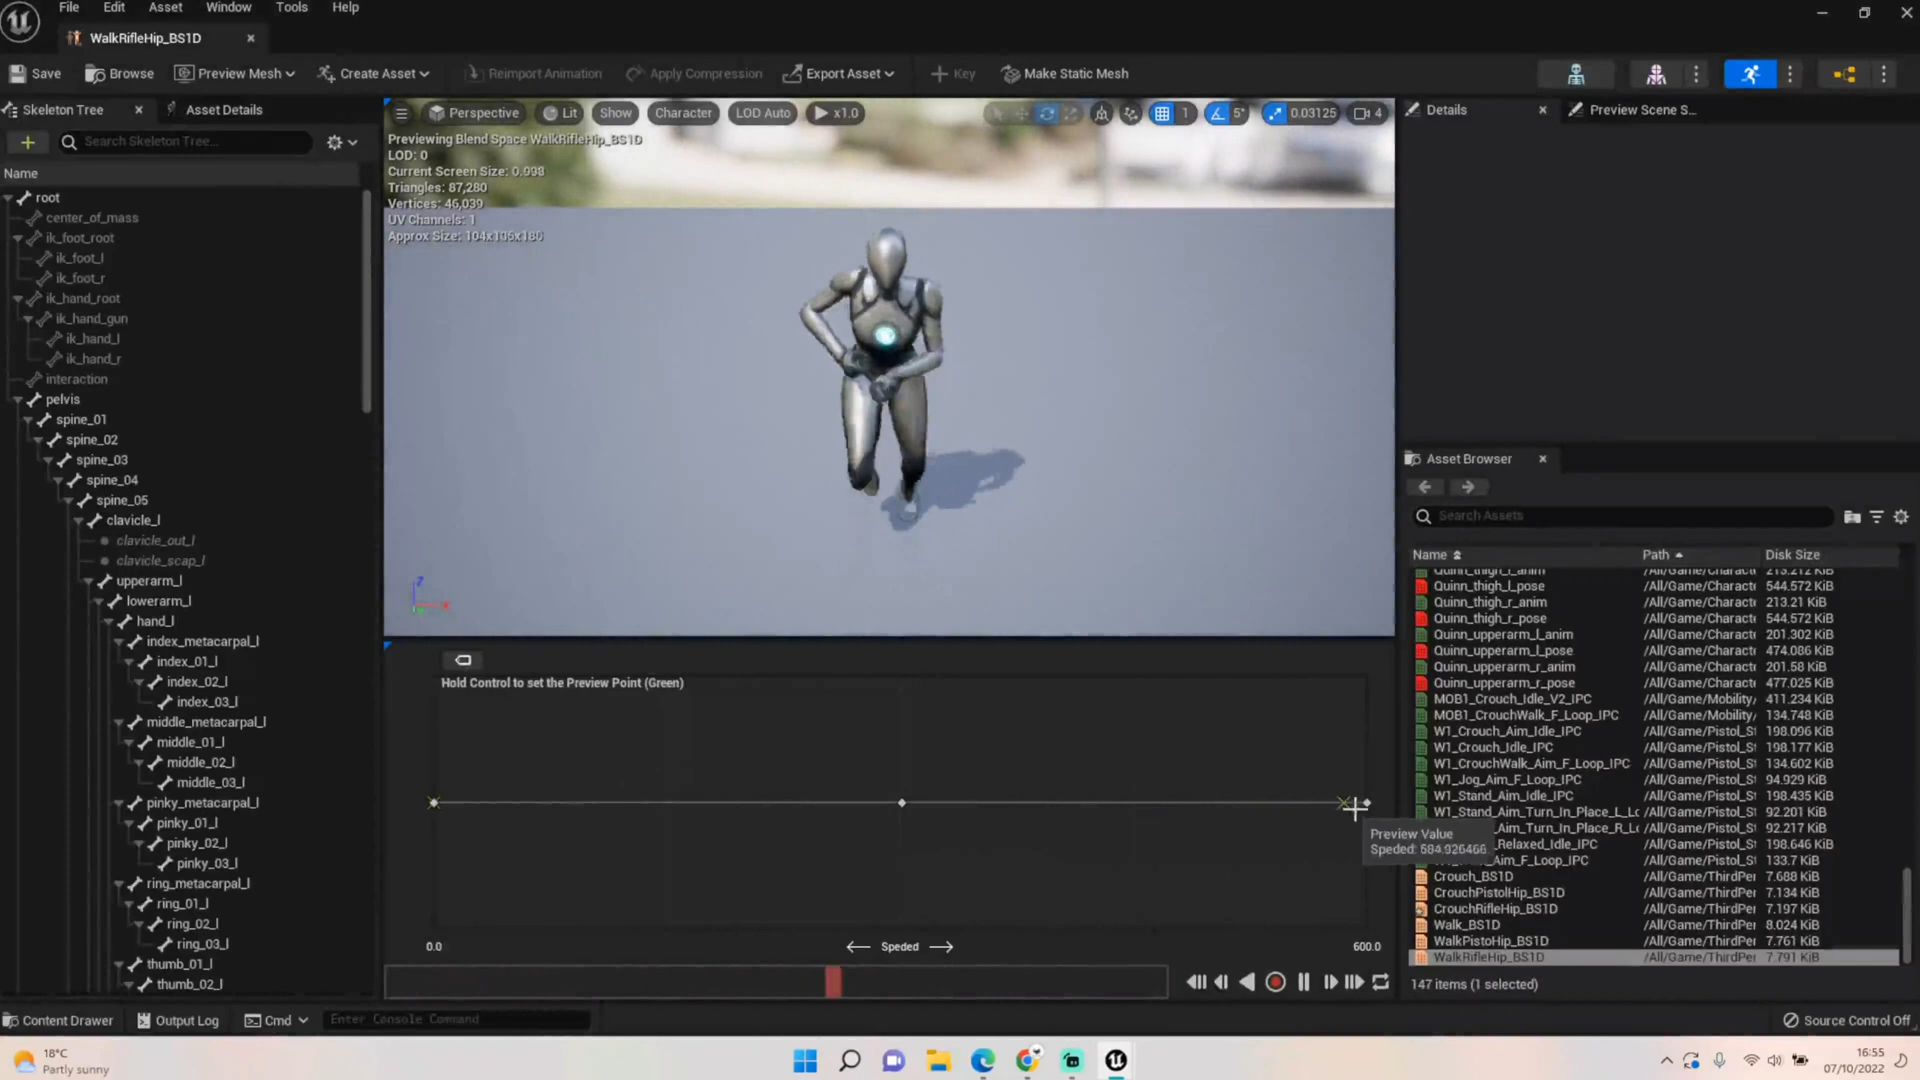 File Edit Asset Window Tools Help
WalkRifleHip_BS1D
Save Browse Preview Mesh Create Asset Reimport Animation Apply Compression Export Asset Key Make Static Mesh
Skeleton Tree Asset Details
Search Skeleton Tree...
Name
root
center_of_mass
ik_foot_root
ik_foot_l
ik_foot_r
ik_hand_root
ik_hand_gun
ik_hand_l
ik_hand_r
interaction
pelvis
spine_01
spine_02
spine_03
spine_04
spine_05
clavicle_l
clavicle_out_l
clavicle_scap_l
upperarm_l
lowerarm_l
hand_l
index_metacarpal_l
index_01_l
index_02_l
index_03_l
middle_metacarpal_l
middle_01_l
middle_02_l
middle_03_l
pinky_metacarpal_l
pinky_01_l
pinky_02_l
pinky_03_l
ring_metacarpal_l
ring_01_l
ring_02_l
ring_03_l
thumb_01_l
thumb_02_l
Perspective Lit Show Character LOD Auto x1.0 1 5° 0.03125 4
Previewing Blend Space WalkRifleHip_BS1D
LOD: 0
Current Screen Size: 0.998
Triangles: 87,280
Vertices: 46,039
UV Channels: 1
Approx Size: 104x106x180
Z
X
Hold Control to set the Preview Point (Green)
Preview Value
Speded: 584.926466
0.0 Speded 600.0
Details Preview Scene S...
Asset Browser
Search Assets
Name Path Disk Size
Quinn_thigh_l_anim /All/Game/Characte 213.212 KiB
Quinn_thigh_l_pose /All/Game/Characte 544.572 KiB
Quinn_thigh_r_anim /All/Game/Characte 213.21 KiB
Quinn_thigh_r_pose /All/Game/Characte 544.636 KiB
Quinn_upperarm_l_anim /All/Game/Characte 201.302 KiB
Quinn_upperarm_l_pose /All/Game/Characte 474.086 KiB
Quinn_upperarm_r_anim /All/Game/Characte 201.58 KiB
Quinn_upperarm_r_pose /All/Game/Characte 477.025 KiB
MOB1_Crouch_Idle_V2_IPC /All/Game/Mobility/ 411.234 KiB
MOB1_CrouchWalk_F_Loop_IPC /All/Game/Mobility/ 134.748 KiB
W1_Crouch_Aim_Idle_IPC /All/Game/Pistol_St 198.096 KiB
W1_Crouch_Idle_IPC /All/Game/Pistol_St 198.177 KiB
W1_CrouchWalk_Aim_F_Loop_IPC /All/Game/Pistol_St 134.602 KiB
W1_Jog_Aim_F_Loop_IPC /All/Game/Pistol_St 94.929 KiB
W1_Stand_Aim_Idle_IPC /All/Game/Pistol_St 198.435 KiB
W1_Stand_Aim_Turn_In_Place_L_Lo /All/Game/Pistol_St 92.201 KiB
_Aim_Turn_In_Place_R_Lo /All/Game/Pistol_St 92.217 KiB
_Relaxed_Idle_IPC /All/Game/Pistol_St 198.646 KiB
_Aim_F_Loop_IPC /All/Game/Pistol_St 133.7 KiB
Crouch_BS1D /All/Game/ThirdPer 7.688 KiB
CrouchPistolHip_BS1D /All/Game/ThirdPer 7.134 KiB
CrouchRifleHip_BS1D /All/Game/ThirdPer 7.197 KiB
Walk_BS1D /All/Game/ThirdPer 8.024 KiB
WalkPistoHip_BS1D /All/Game/ThirdPer 7.761 KiB
WalkRifleHip_BS1D /All/Game/ThirdPer 7.791 KiB
147 items (1 selected)
Content Drawer Output Log Cmd Enter Console Command Source Control Off
18°C
Partly sunny
16:55
07/10/2022